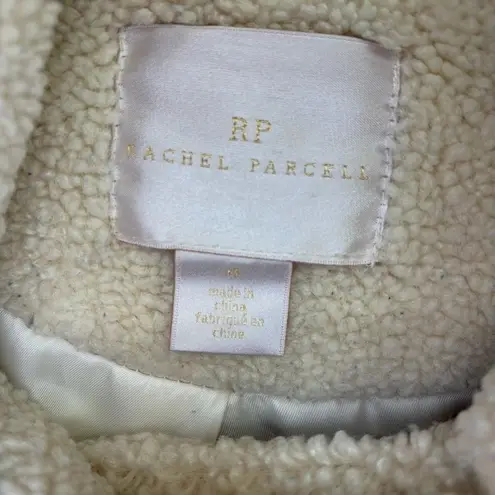 RP
RACHEL PARCELL
made in
china
fabriqué en
chine